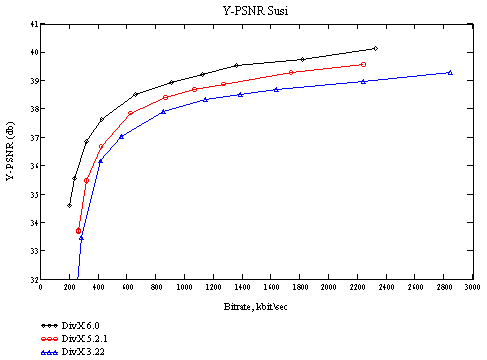 Y-PSNR Susi
41
40
39
38
37
36
35
34
33
32
Y-PSNR (db)
0 200 400 600 800 1000 1200 1400 1600 1800 2000 2200 2400 2600 2800 3000
Bitrate, kbit/sec
DivX 6.0
DivX 5.2.1
DivX 3.22